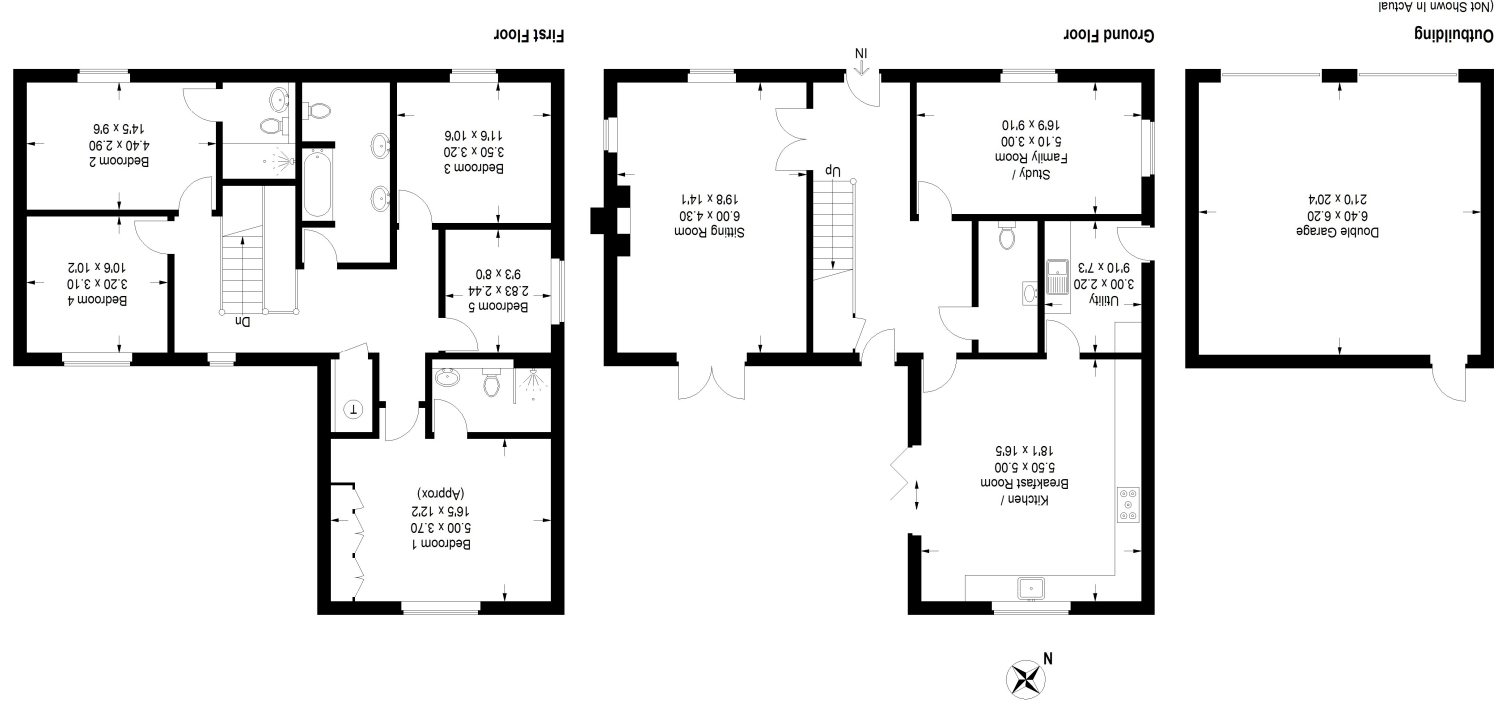 N
Double Garage
6.40 x 6.20
21'0 x 20'4
Outbuilding
(Not Shown In Actual
Kitchen /
Breakfast Room
5.50 x 5.00
18'1 x 16'5
Utility
3.00 x 2.20
9'10 x 7'3
Study /
Family Room
5.10 x 3.00
16'9 x 9'10
Up
Sitting Room
6.00 x 4.30
19'8 x 14'1
IN
Ground Floor
Bedroom 1
5.00 x 3.70
16'5 x 12'2
(Approx)
T
Bedroom 5
2.83 x 2.44
9'3 x 8'0
Dn
Bedroom 4
3.20 x 3.10
10'6 x 10'2
Bedroom 3
3.50 x 3.20
11'6 x 10'6
Bedroom 2
4.40 x 2.90
14'5 x 9'6
First Floor